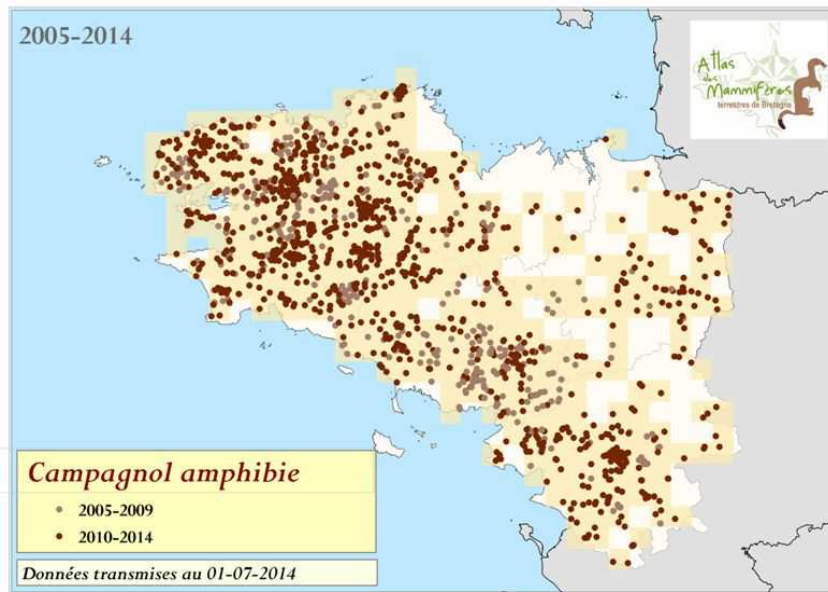 2005-2014
N
Atlas
des
Mammifères
terrestres de Bretagne
Campagnol amphibie
2005-2009
2010-2014
Données transmises au 01-07-2014